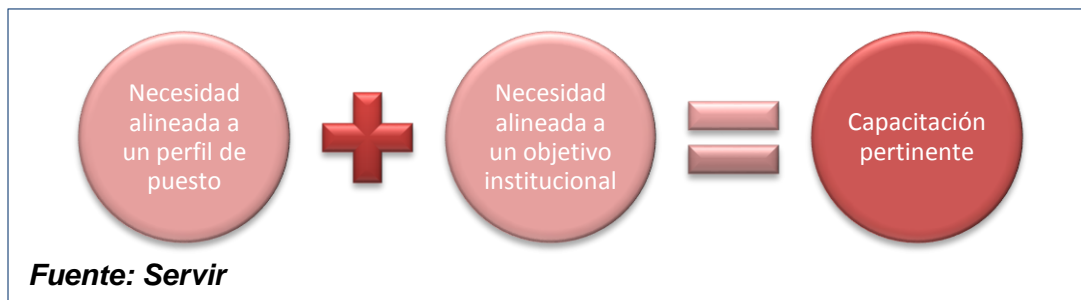 Necesidad
alineada a
un perfil de
puesto
Necesidad
alineada a
un objetivo
institucional
Capacitación
pertinente
Fuente: Servir